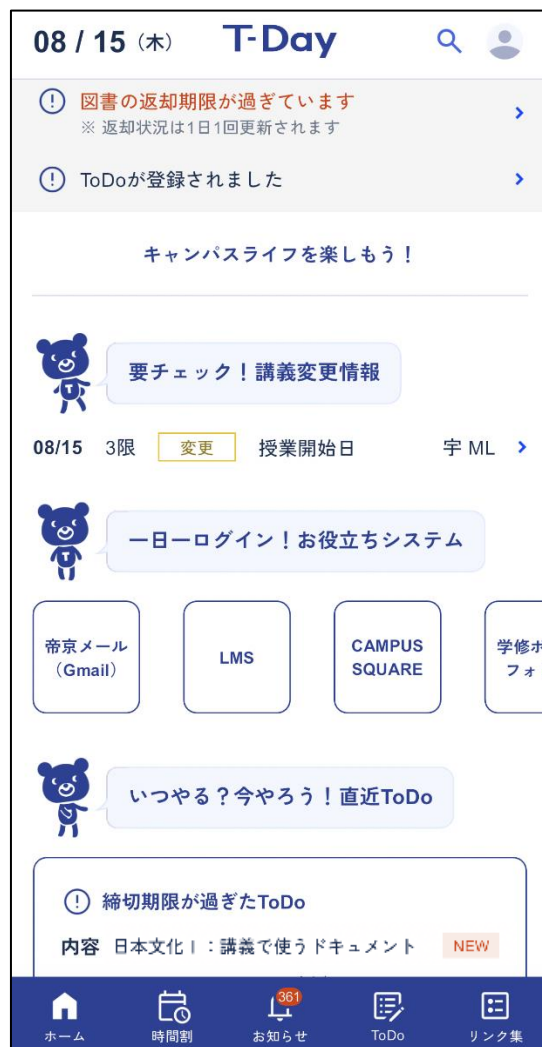 08 / 15 (木) T-Day
図書の返却期限が過ぎています
※ 返却状況は1日1回更新されます
ToDoが登録されました
キャンパスライフを楽しもう！
T
要チェック！講義変更情報
08/15 3限 変更 授業開始日 宇 ML
T
一日一ログイン！お役立ちシステム
帝京メール
（Gmail）
LMS
CAMPUS
SQUARE
学修ポ
フォ
いつやる？今やろう！直近ToDo
締切期限が過ぎたToDo
内容 日本文化Ⅰ：講義で使うドキュメント NEW
361
ホーム 時間割 お知らせ ToDo リンク集